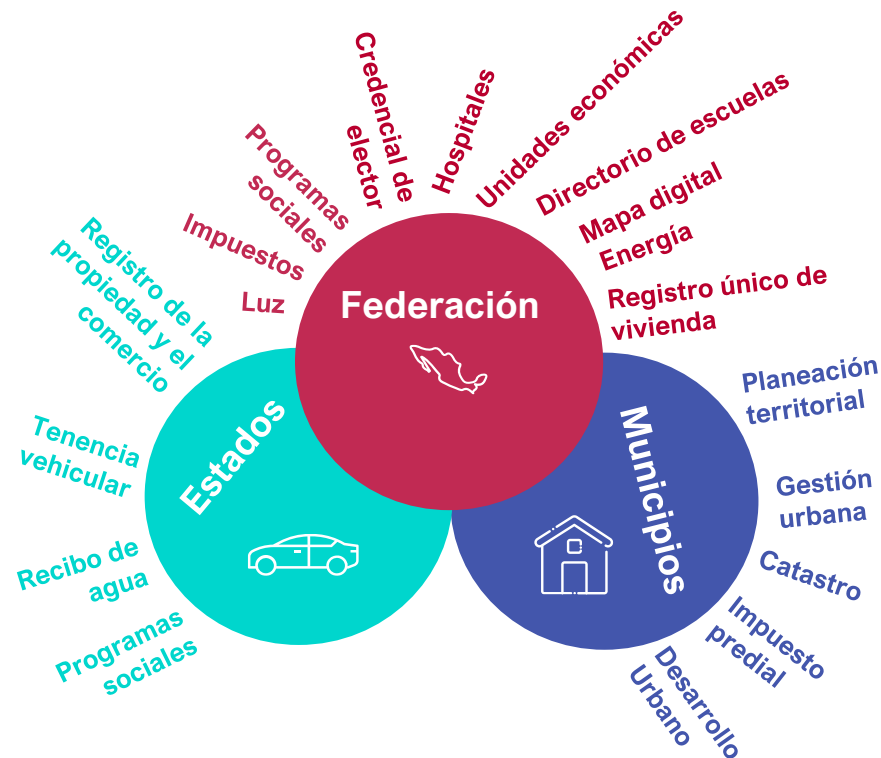 Luz
Impuestos
Programas
sociales
Credencial de
elector
Hospitales
Unidades económicas
Directorio de escuelas
Mapa digital
Energía
Registro único de
vivienda
Federación
Registro de la
propiedad y el
comercio
Tenencia
vehicular
Recibo de
agua
Programas
sociales
Estados
Municipios
Planeación
territorial
Gestión
urbana
Catastro
Impuesto
predial
Desarrollo
Urbano